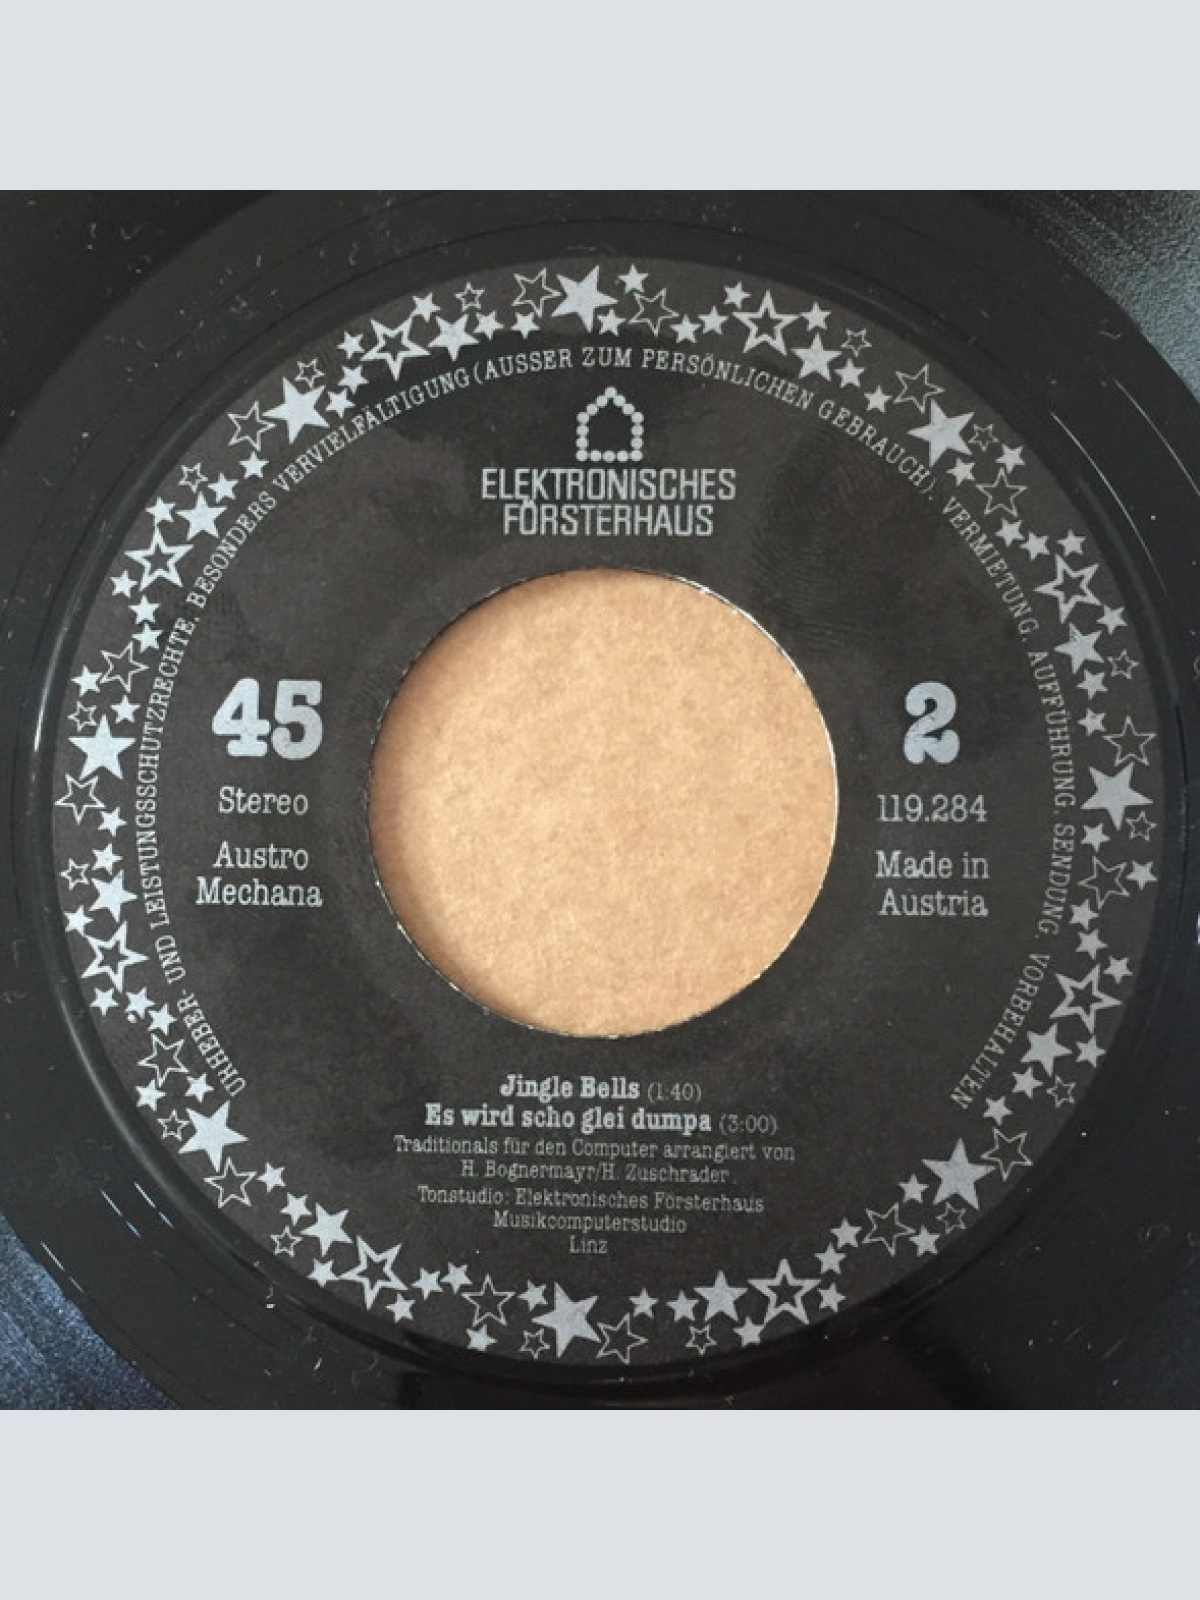 URHEBER- UND LEISTUNGSSCHUTZRECHTE, BESONDERS VERVIELFÄLTIGUNG (AUSSER ZUM PERSÖNLICHEN GEBRAUCH), VERMIETUNG, AUFFÜHRUNG, SENDUNG, VORBEHALTEN
ELEKTRONISCHES
FÖRSTERHAUS
45
Stereo
Austro
Mechana
2
119.284
Made in
Austria
Jingle Bells (1:40)
Es wird scho glei dumpa (3:00)
Traditionals für den Computer arrangiert von
H. Bognermayr/H. Zuschrader.
Tonstudio: Elektronisches Försterhaus
Musikcomputerstudio
Linz